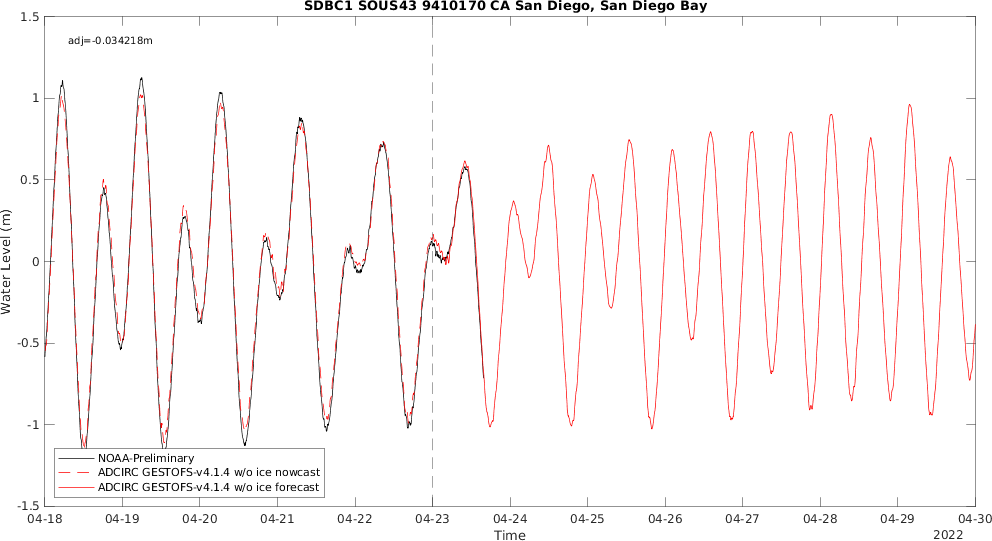 SDBC1 SOUS43 9410170 CA San Diego, San Diego Bay
adj=-0.034218m
1.5
1
0.5
0
-0.5
-1
-1.5
Water Level (m)
NOAA-Preliminary
ADCIRC GESTOFS-v4.1.4 w/o ice nowcast
ADCIRC GESTOFS-v4.1.4 w/o ice forecast
04-18 04-19 04-20 04-21 04-22 04-23 04-24 04-25 04-26 04-27 04-28 04-29 04-30
Time
2022